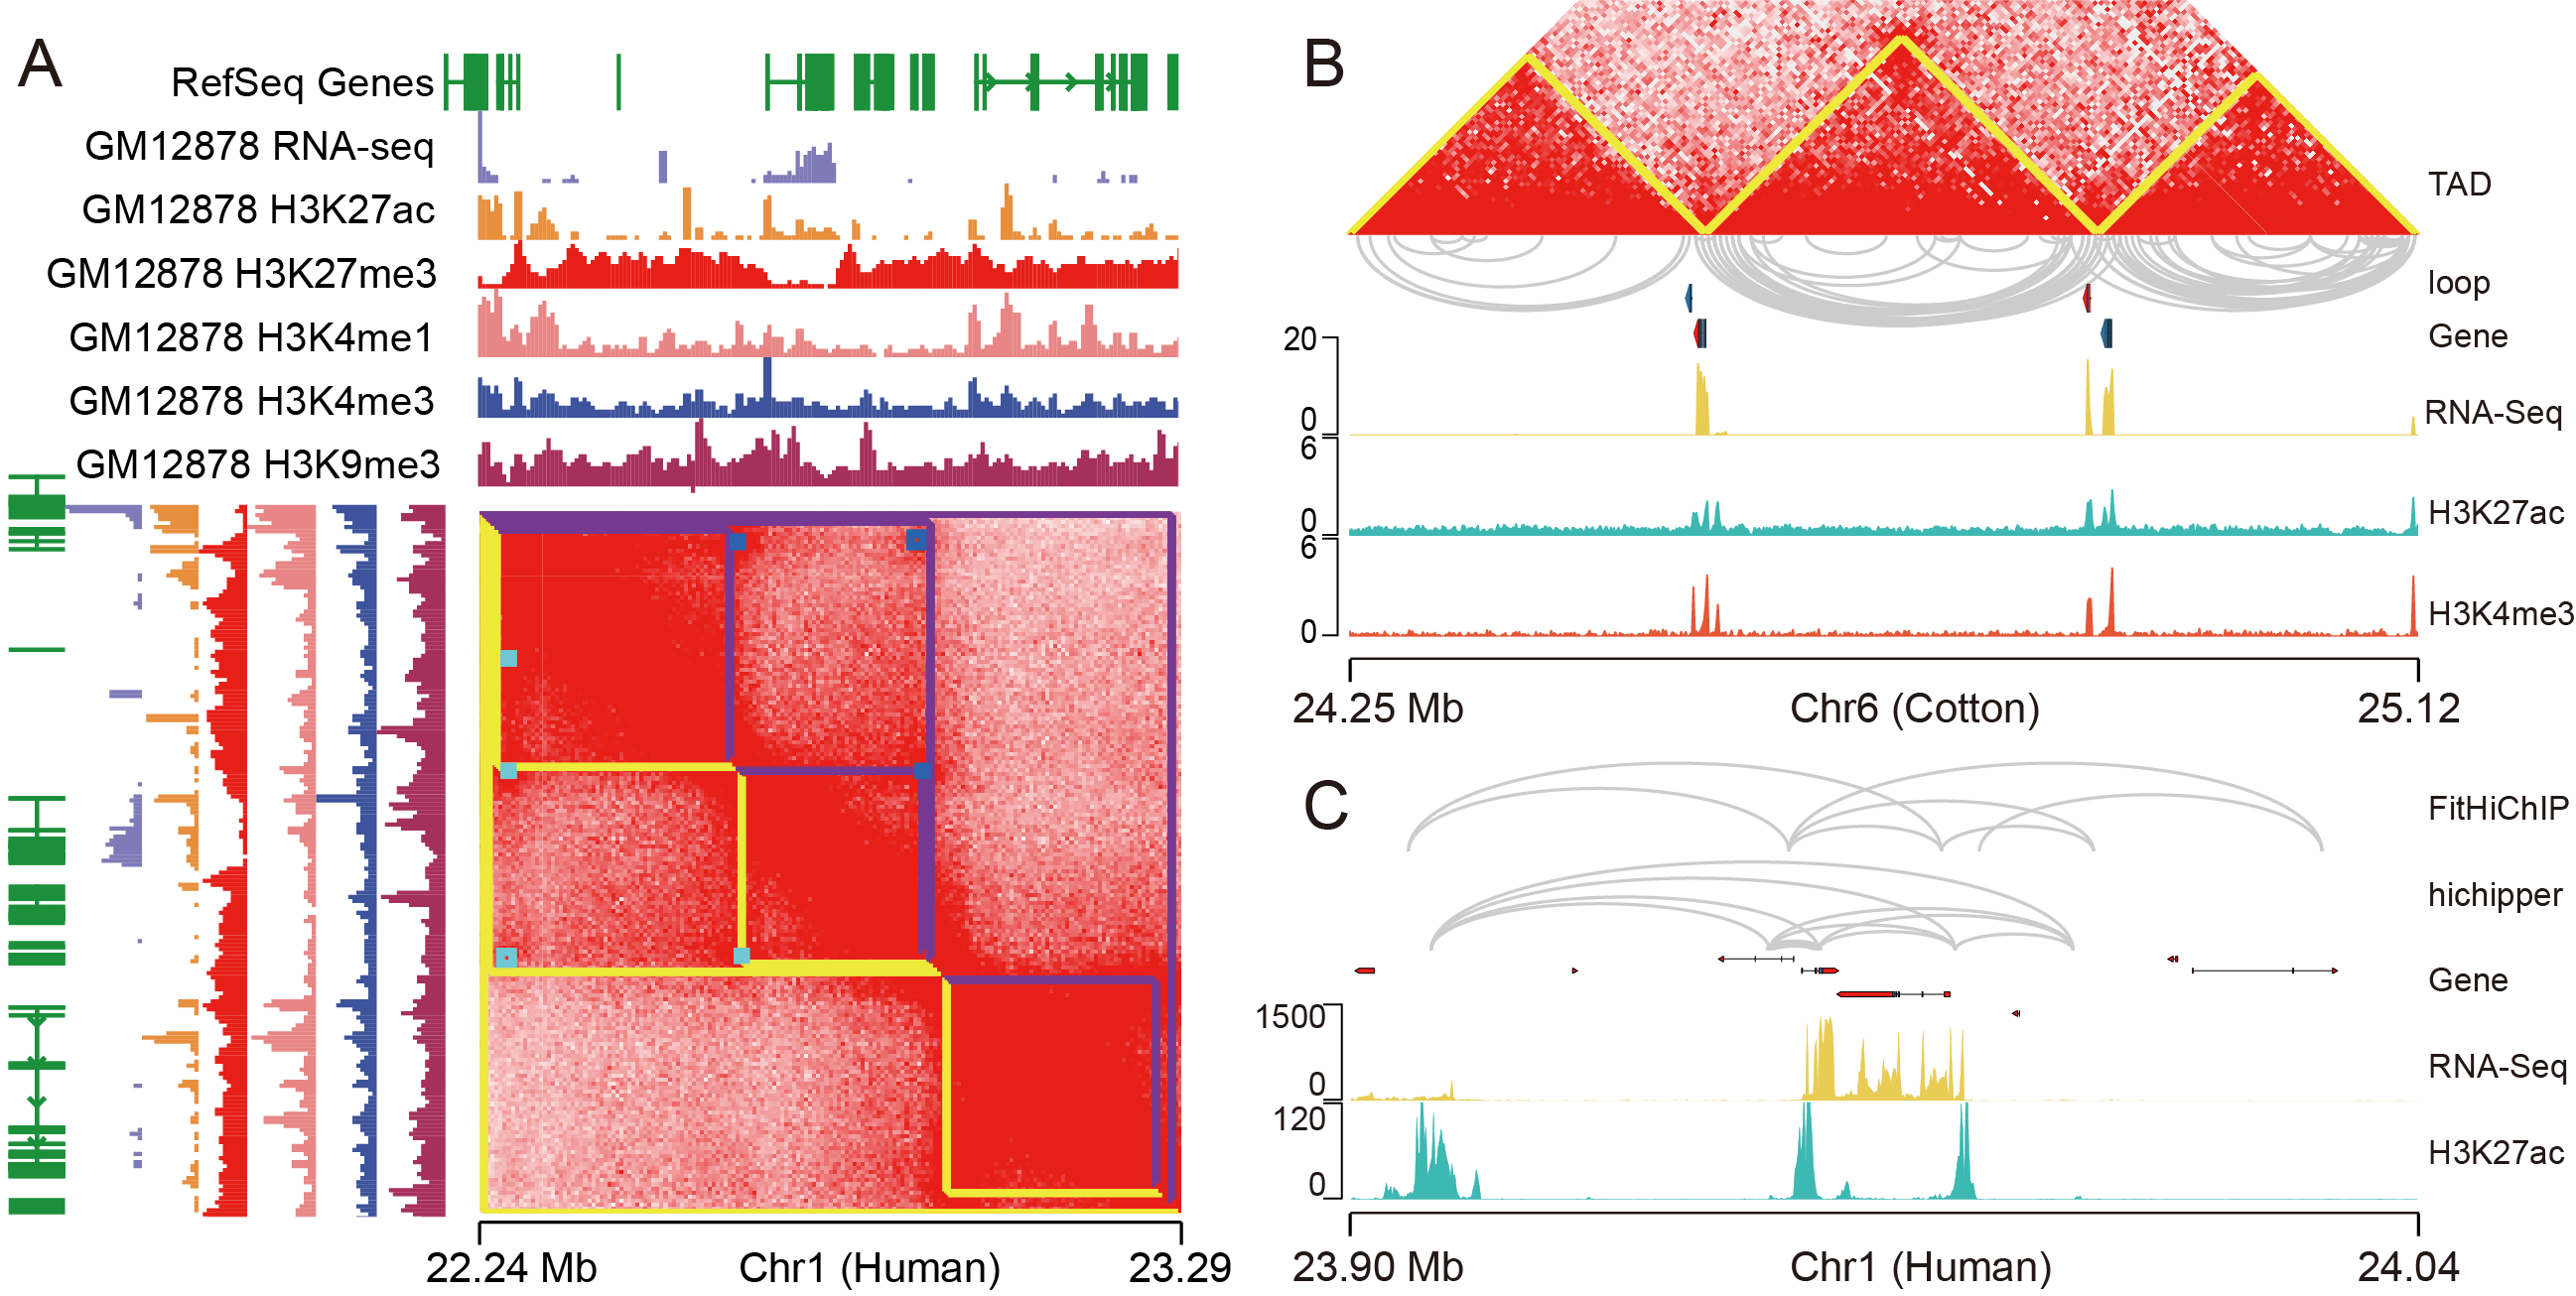 A
RefSeq Genes
GM12878 RNA-seq
GM12878 H3K27ac
GM12878 H3K27me3
GM12878 H3K4me1
GM12878 H3K4me3
GM12878 H3K9me3
22.24 Mb Chr1 (Human) 23.29
B
TAD
loop
Gene
20
0
RNA-Seq
6
0
H3K27ac
6
0
H3K4me3
24.25 Mb Chr6 (Cotton) 25.12
C
FitHiChIP
hichipper
Gene
1500
0
RNA-Seq
120
0
H3K27ac
23.90 Mb Chr1 (Human) 24.04